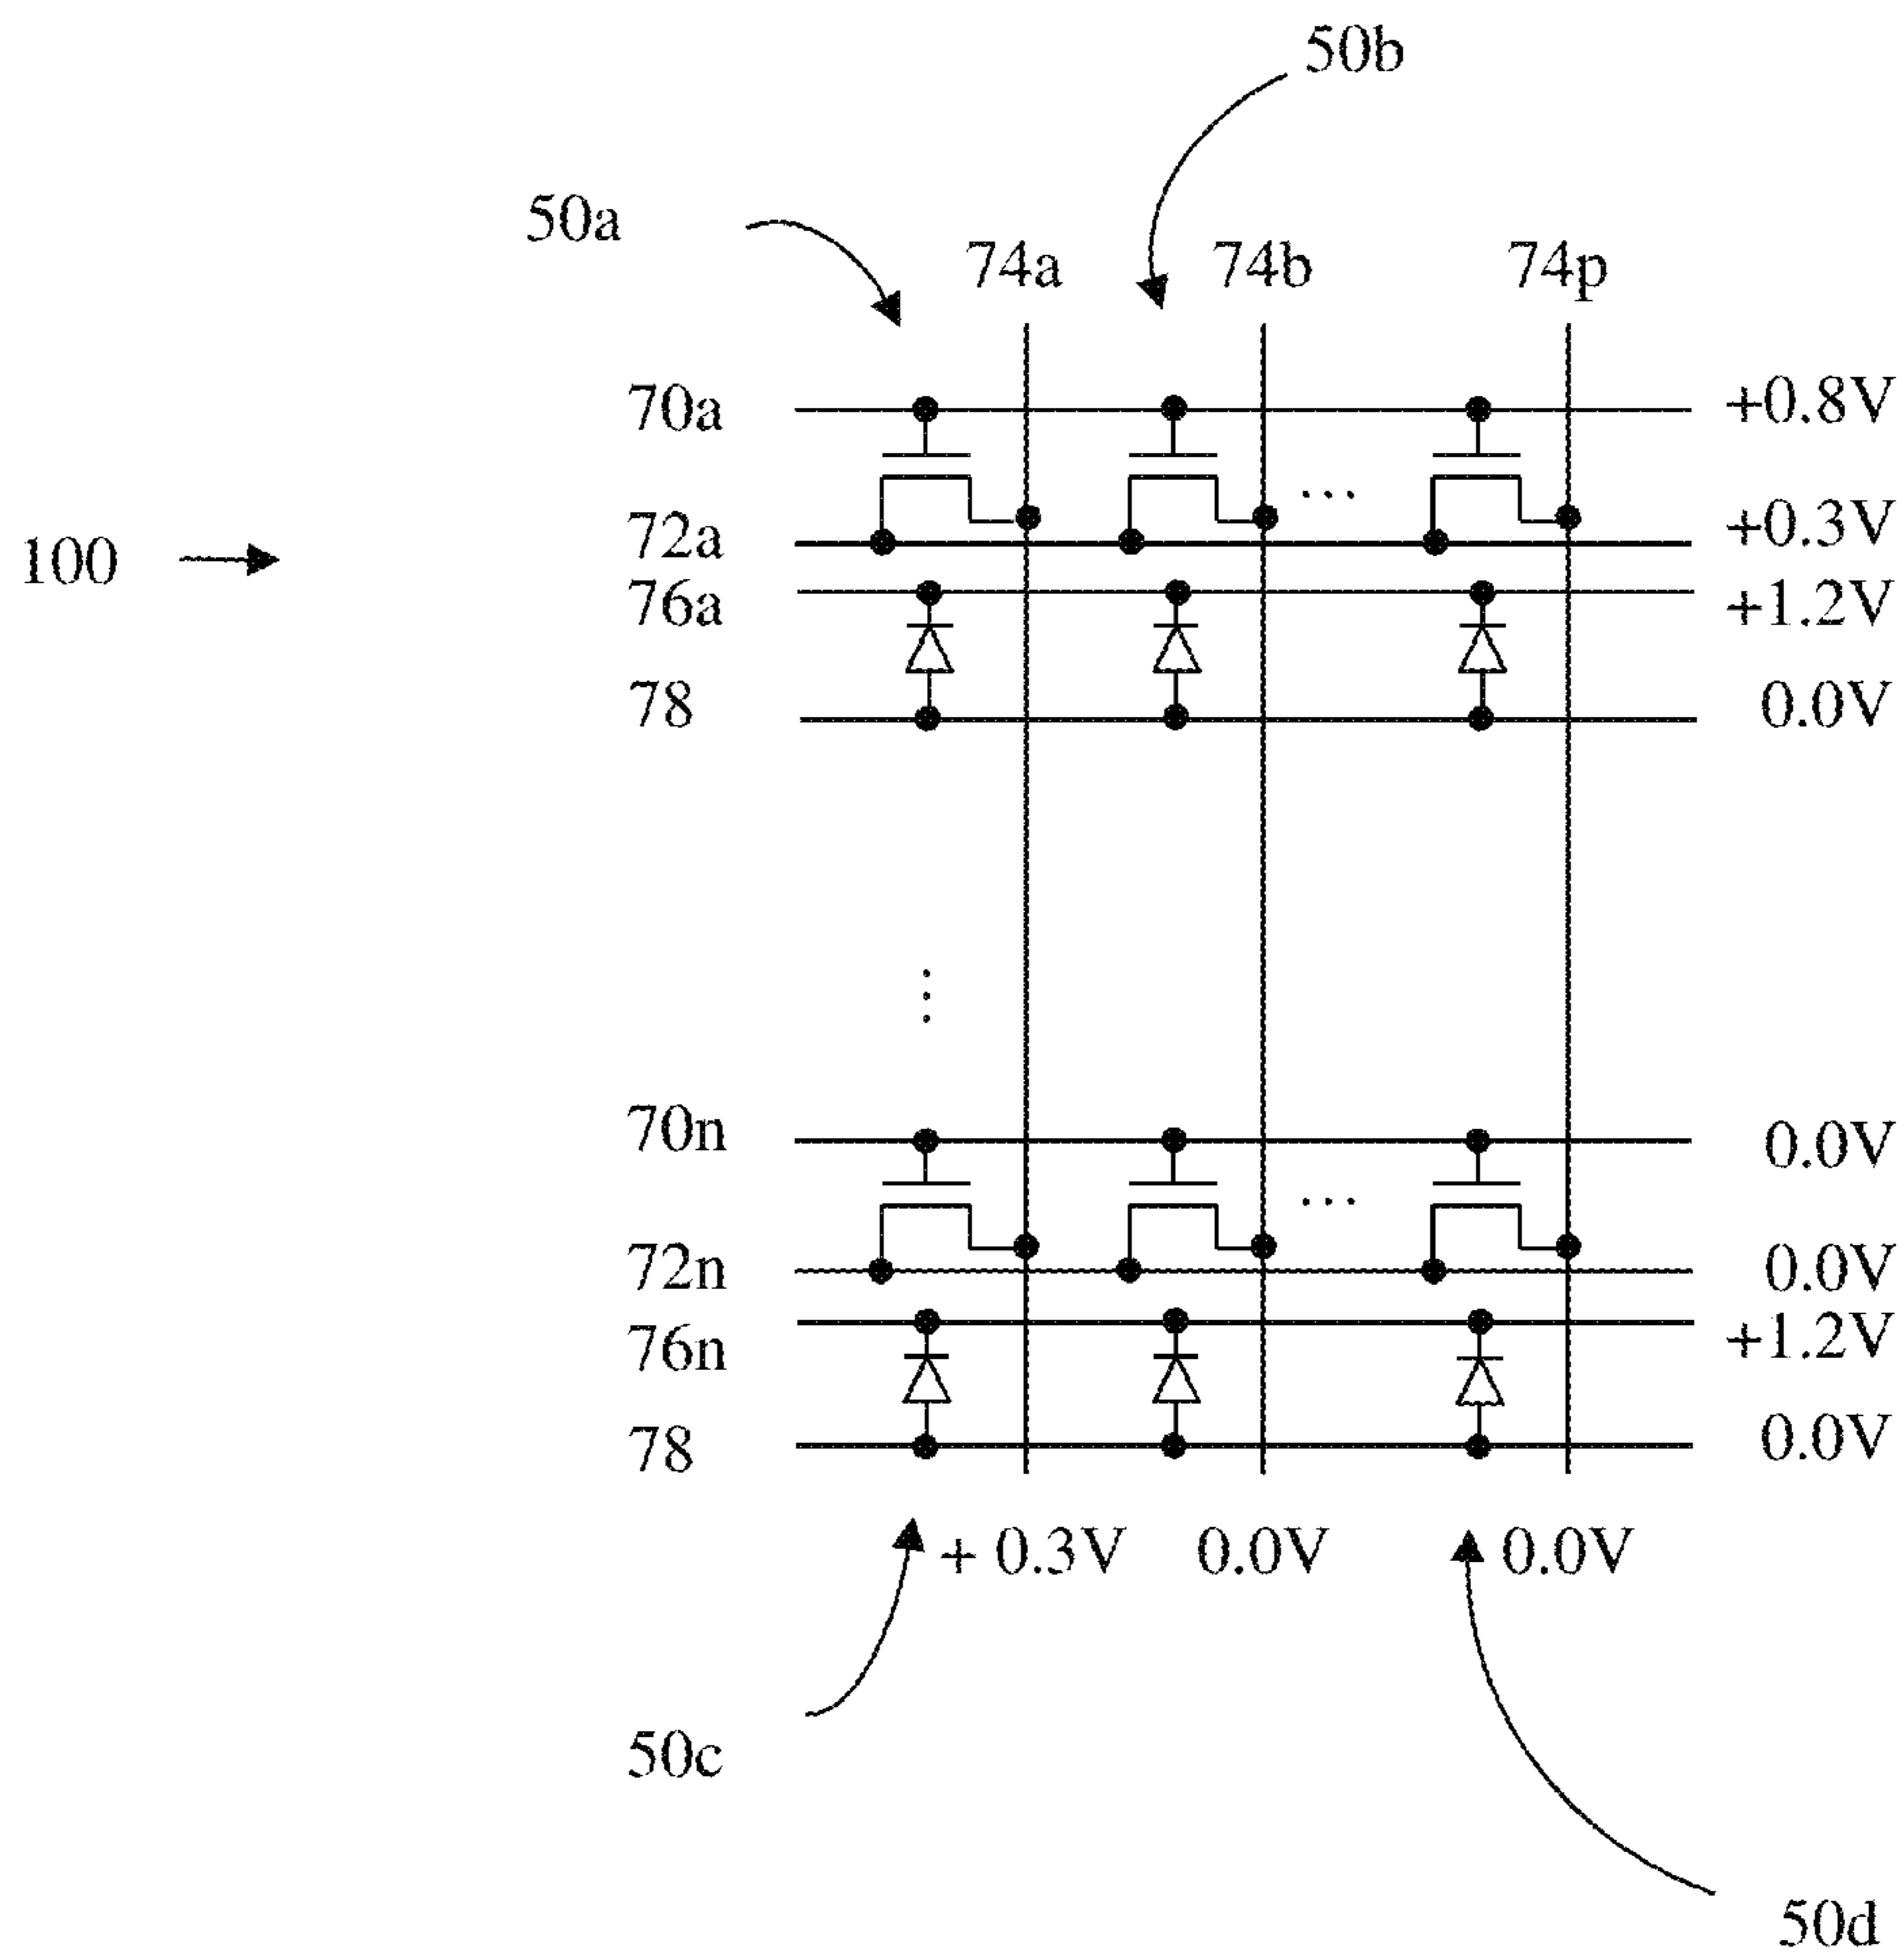 50b
50a
74a 74b 74p
70a +0.8V
72a +0.3V
100
76a +1.2V
78 0.0V
70n 0.0V
72n 0.0V
76n +1.2V
78 0.0V
+ 0.3V 0.0V 0.0V
50c
50d